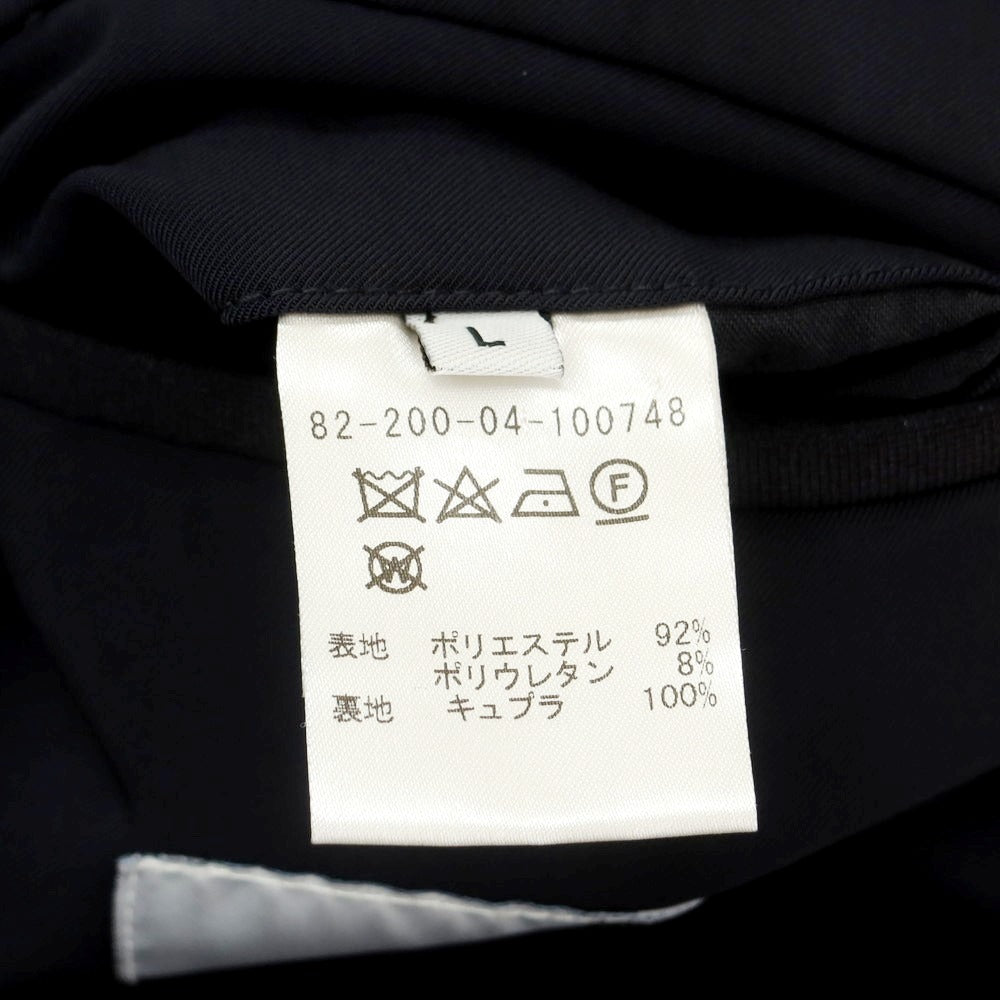 L
82-200-04-100748
F
W
表地 ポリエステル 92%
ポリウレタン 8%
裏地 キュプラ 100%